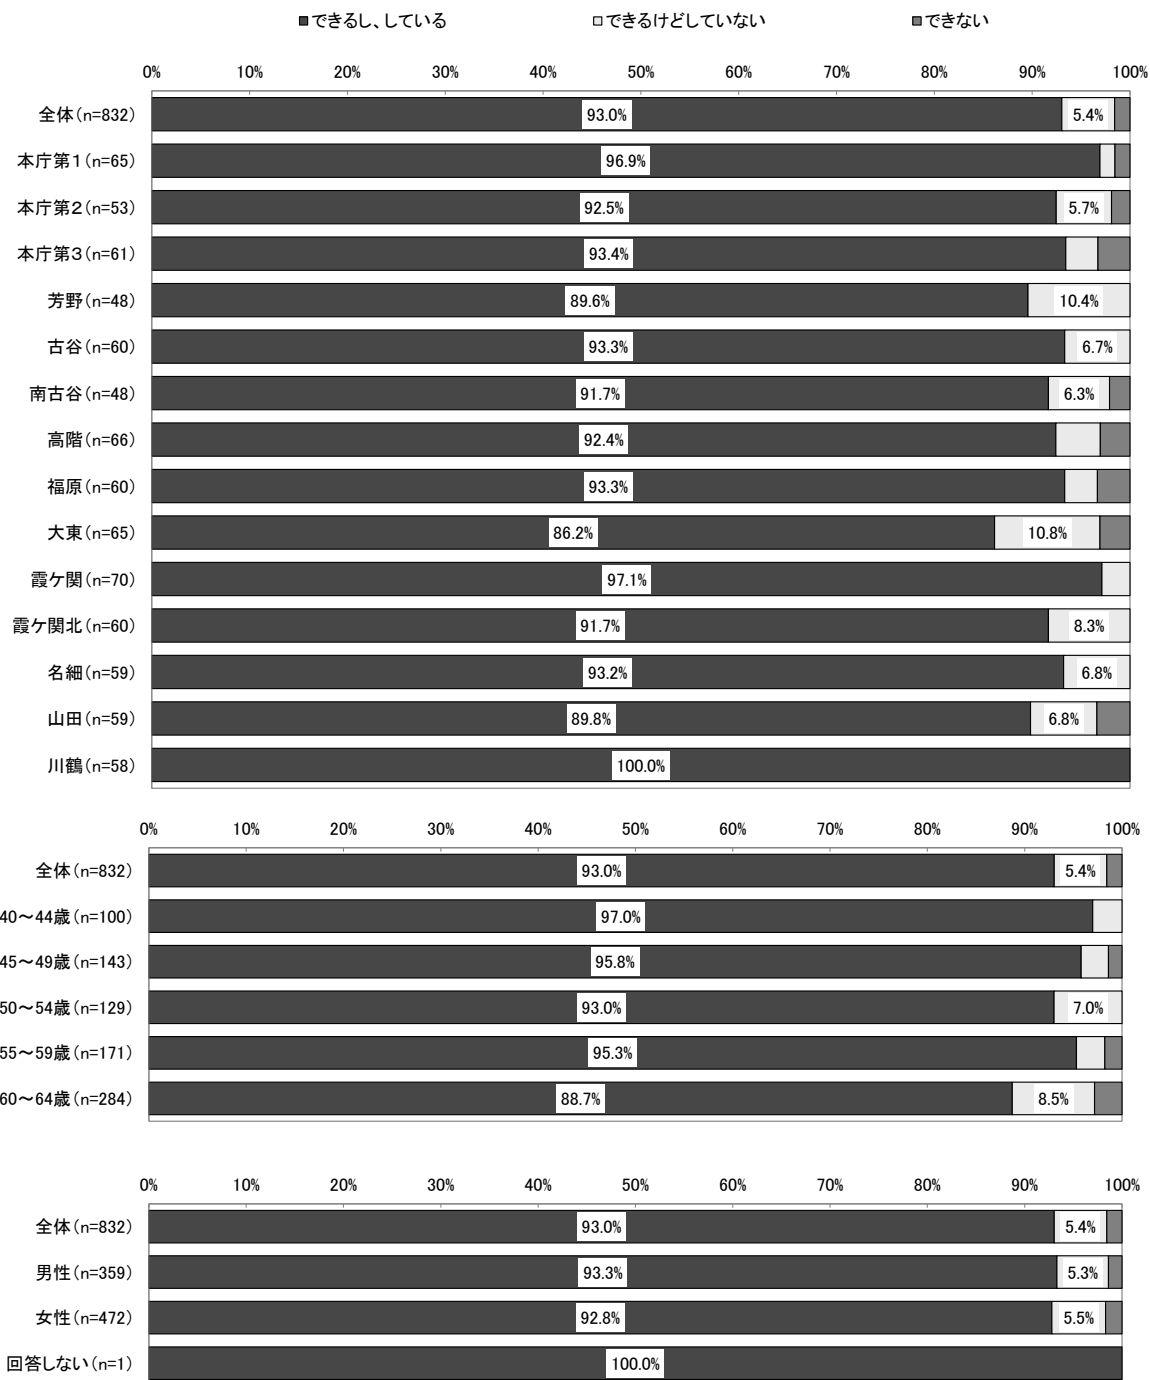 ■できるし、している □できるけどしていない ■できない
0% 10% 20% 30% 40% 50% 60% 70% 80% 90% 100%
全体(n=832) 93.0% 5.4%
本庁第1(n=65) 96.9%
本庁第2(n=53) 92.5% 5.7%
本庁第3(n=61) 93.4%
芳野(n=48) 89.6% 10.4%
古谷(n=60) 93.3% 6.7%
南古谷(n=48) 91.7% 6.3%
高階(n=66) 92.4%
福原(n=60) 93.3%
大東(n=65) 86.2% 10.8%
霞ケ関(n=70) 97.1%
霞ケ関北(n=60) 91.7% 8.3%
名細(n=59) 93.2% 6.8%
山田(n=59) 89.8% 6.8%
川鶴(n=58) 100.0%
0% 10% 20% 30% 40% 50% 60% 70% 80% 90% 100%
全体(n=832) 93.0% 5.4%
40～44歳(n=100) 97.0%
45～49歳(n=143) 95.8%
50～54歳(n=129) 93.0% 7.0%
55～59歳(n=171) 95.3%
60～64歳(n=284) 88.7% 8.5%
0% 10% 20% 30% 40% 50% 60% 70% 80% 90% 100%
全体(n=832) 93.0% 5.4%
男性(n=359) 93.3% 5.3%
女性(n=472) 92.8% 5.5%
回答しない(n=1) 100.0%